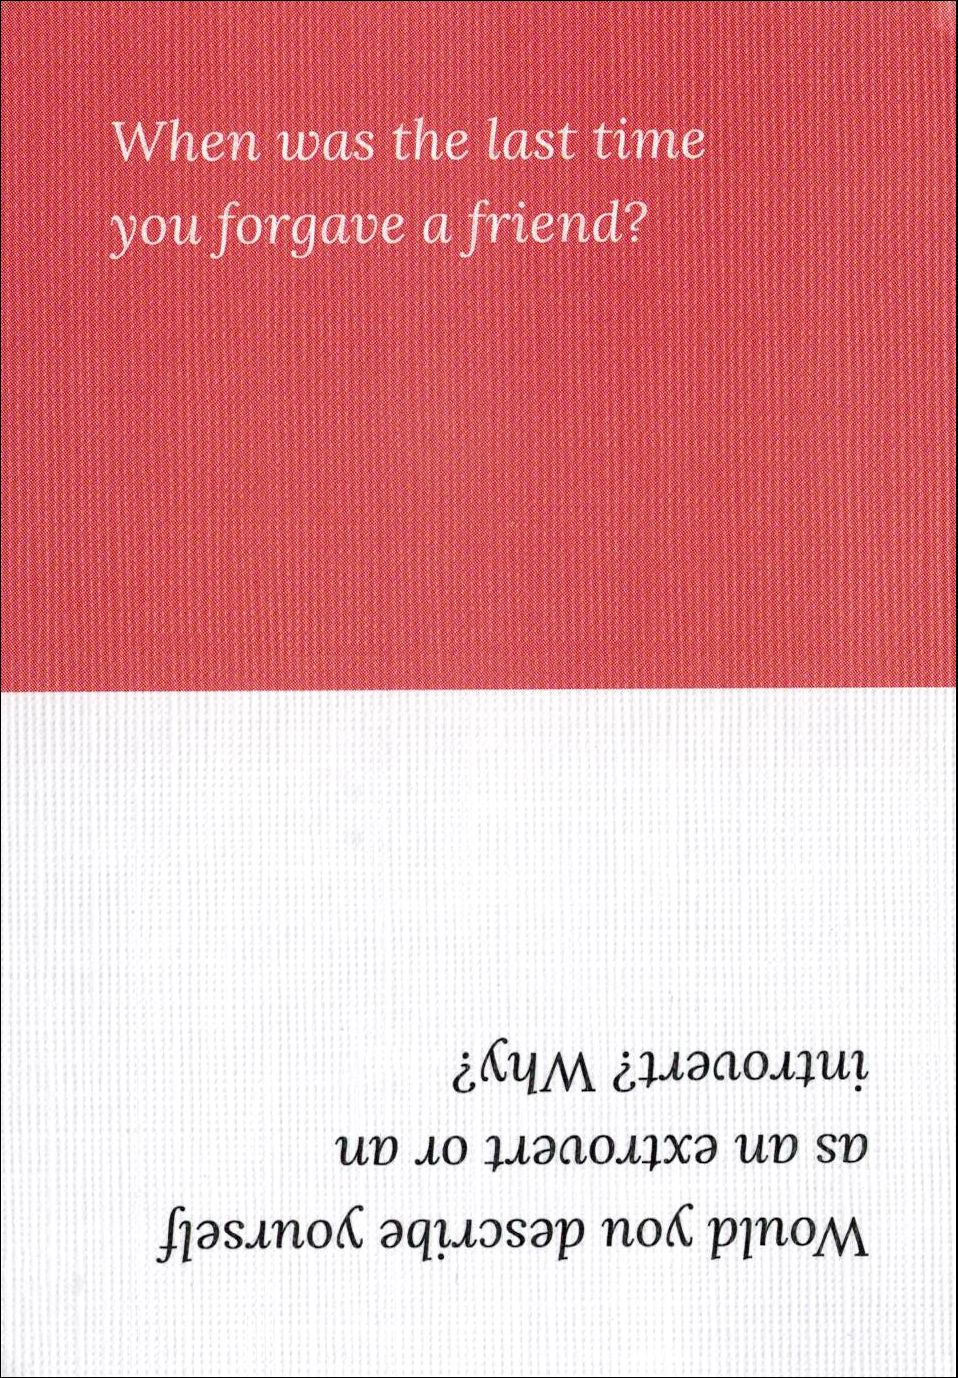 When was the last time
you forgave a friend?
Would you describe yourself
as an extrovert or an
introvert? Why?